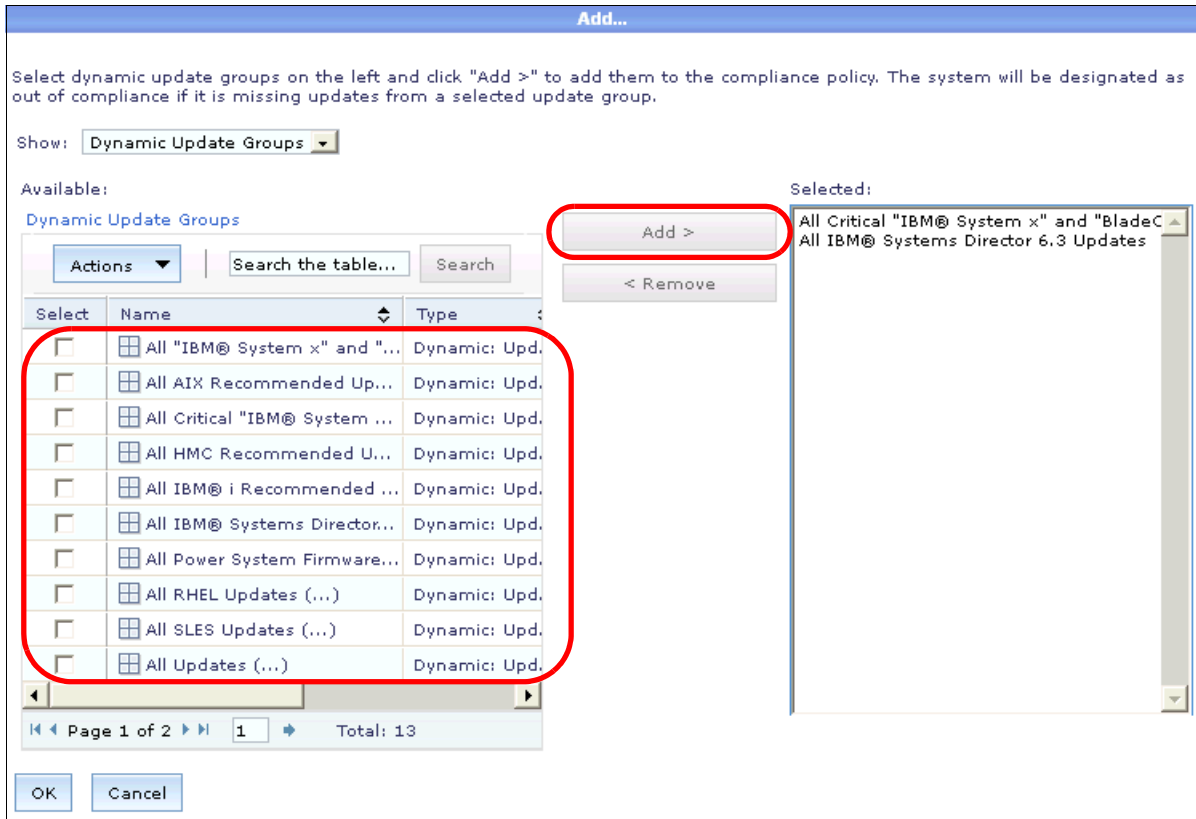 Add...
Select dynamic update groups on the left and click "Add >" to add them to the compliance policy. The system will be designated as
out of compliance if it is missing updates from a selected update group.
Show: Dynamic Update Groups
Available:
Dynamic Update Groups
Actions Search the table... Search
Select Name Type
All "IBM® System x" and "... Dynamic: Upd.
All AIX Recommended Up... Dynamic: Upd.
All Critical "IBM® System ... Dynamic: Upd.
All HMC Recommended U... Dynamic: Upd.
All IBM® i Recommended ... Dynamic: Upd.
All IBM® Systems Director... Dynamic: Upd.
All Power System Firmware... Dynamic: Upd.
All RHEL Updates (...) Dynamic: Upd.
All SLES Updates (...) Dynamic: Upd.
All Updates (...) Dynamic: Upd.
Page 1 of 2 1 Total: 13
Add >
< Remove
Selected:
All Critical "IBM® System x" and "BladeC
All IBM® Systems Director 6.3 Updates
OK Cancel